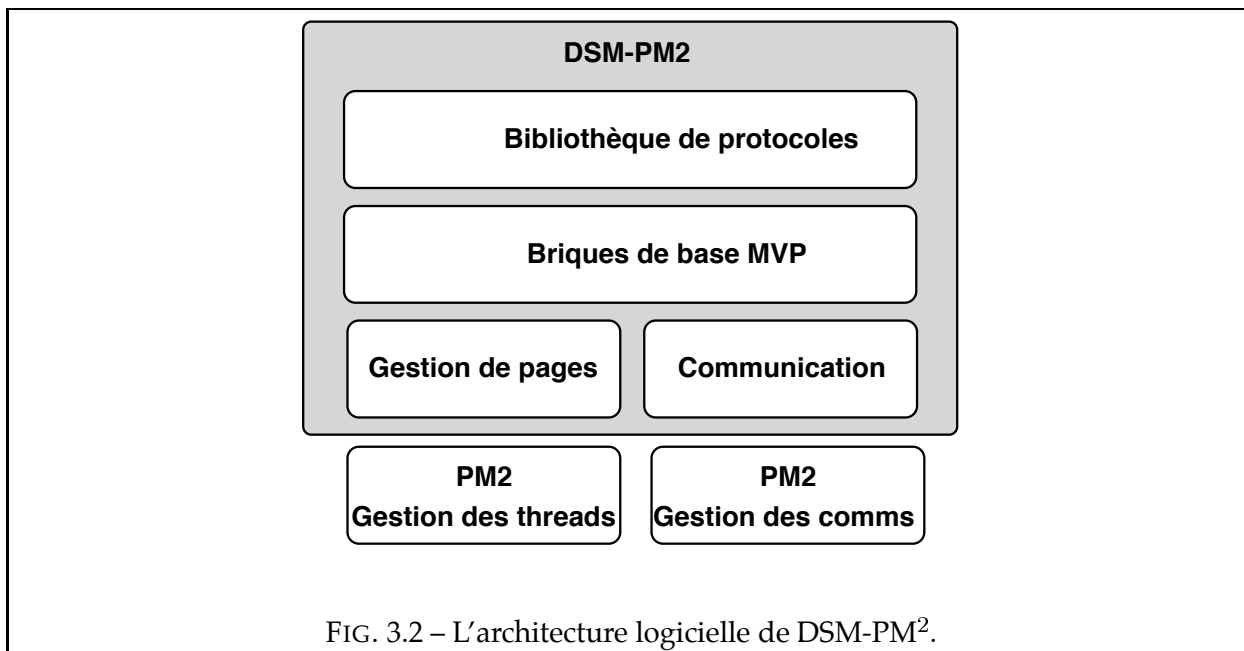 DSM-PM2
Bibliothèque de protocoles
Briques de base MVP
Gestion de pages
Communication
PM2
Gestion des threads
PM2
Gestion des comms
FIG. 3.2 – L'architecture logicielle de DSM-PM².